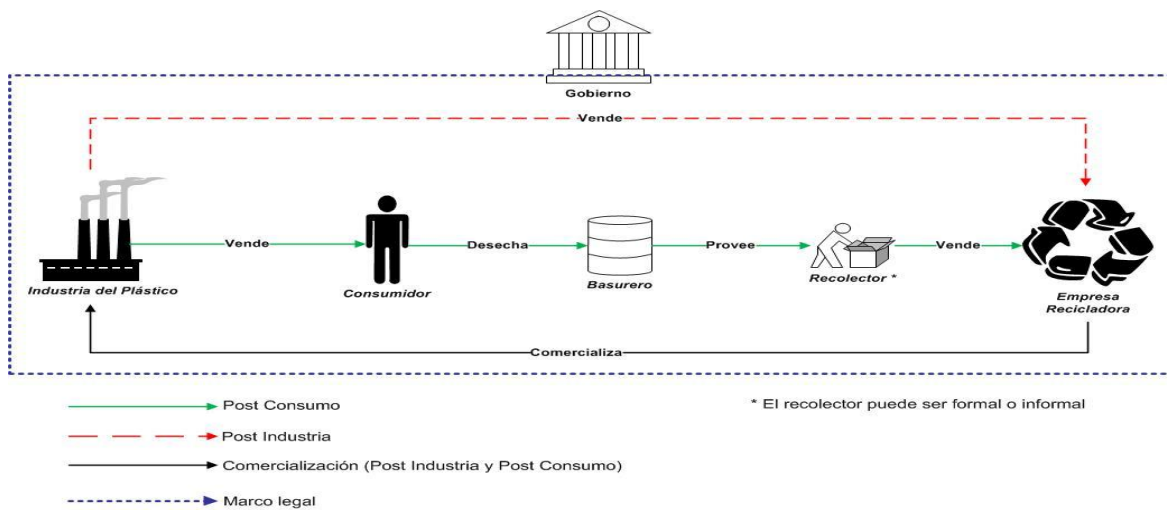 Gobierno
Vende
Vende
Desecha
Provee
Vende
Industria del Plástico
Consumidor
Basurero
Recolector *
Empresa
Recicladora
Comercializa
Post Consumo
* El recolector puede ser formal o informal
Post Industria
Comercialización (Post Industria y Post Consumo)
Marco legal